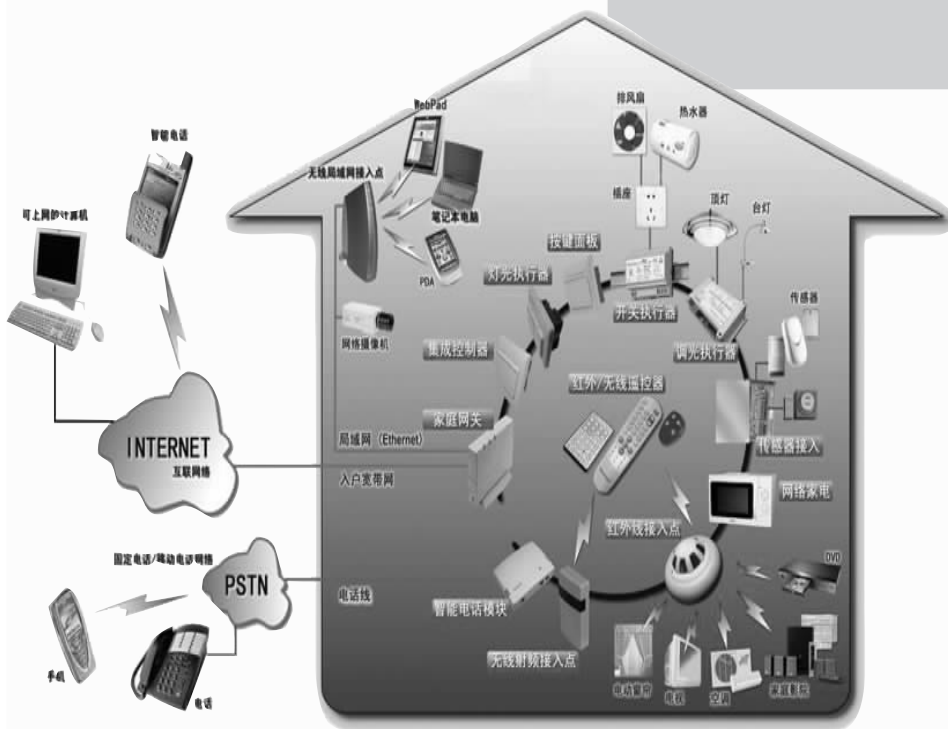 WebPad
排风扇
热水器
智能电话
无线局域网接入点
可上网的计算机
笔记本电脑
插座
顶灯
台灯
PDA
按键面板
灯光执行器
开关执行器
传感器
网络摄像机
集成控制器
调光执行器
红外/无线遥控器
家庭网关
局域网 (Ethernet)
传感器接入
INTERNET
互联网络
入户宽带网
网络家电
红外线接入点
固定电话/移动电话网络
DVD
PSTN
电话线
智能电话模块
无线射频接入点
手机
电话
电动窗帘
电视
空调
家庭影院